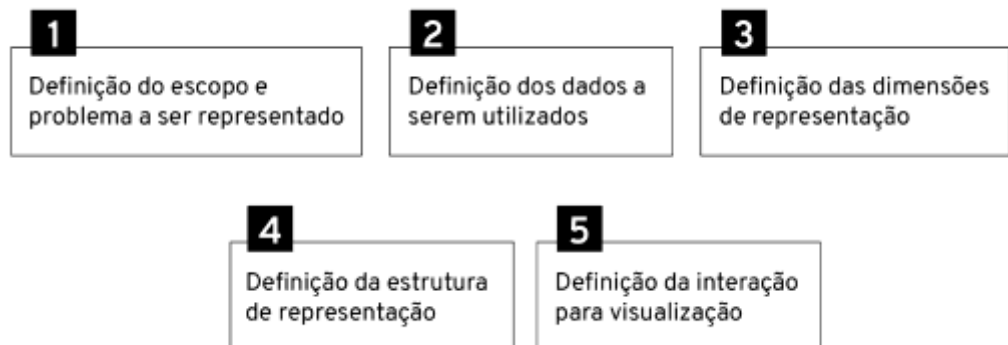 1
Definição do escopo e
problema a ser representado
2
Definição dos dados a
serem utilizados
3
Definição das dimensões
de representação
4
Definição da estrutura
de representação
5
Definição da interação
para visualização